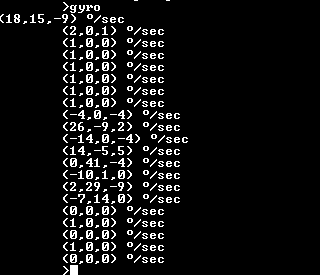 >gyro
(18,15,-9) º/sec
(2,0,1) º/sec
(1,0,0) º/sec
(1,0,0) º/sec
(1,0,0) º/sec
(1,0,0) º/sec
(1,0,0) º/sec
(1,0,0) º/sec
(-4,0,-4) º/sec
(26,-9,2) º/sec
(-14,0,-4) º/sec
(14,-5,5) º/sec
(0,41,-4) º/sec
(-10,1,0) º/sec
(2,29,-9) º/sec
(-7,14,0) º/sec
(0,0,0) º/sec
(1,0,0) º/sec
(0,0,0) º/sec
(1,0,0) º/sec
(0,0,0) º/sec
>